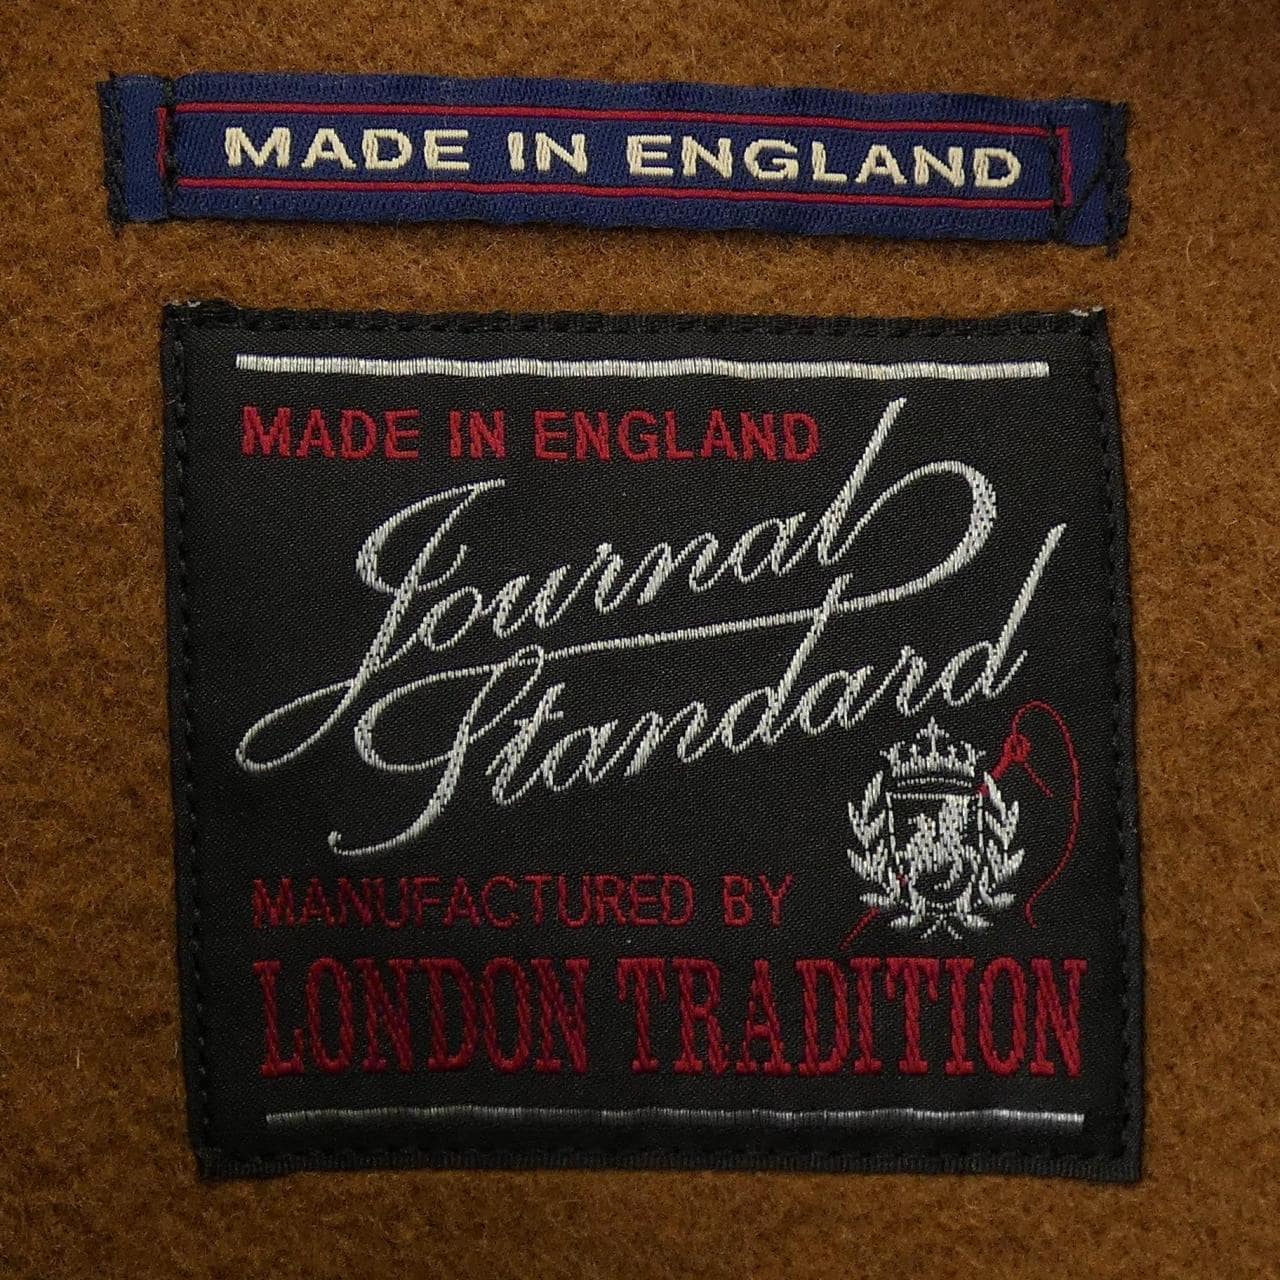 MADE IN ENGLAND
MADE IN ENGLAND
Journal
Standard
MANUFACTURED BY
LONDON TRADITION